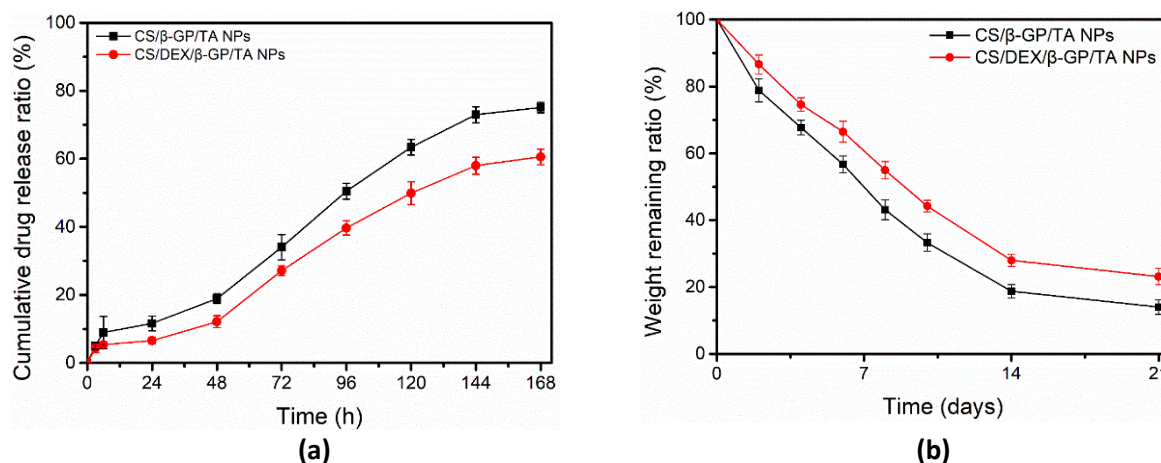 Cumulative drug release ratio (%)
100
80
60
40
20
0
CS/β-GP/TA NPs
CS/DEX/β-GP/TA NPs
0 24 48 72 96 120 144 168
Time (h)
(a)
Weight remaining ratio (%)
100
80
60
40
20
0
CS/β-GP/TA NPs
CS/DEX/β-GP/TA NPs
0 7 14
Time (days)
(b)